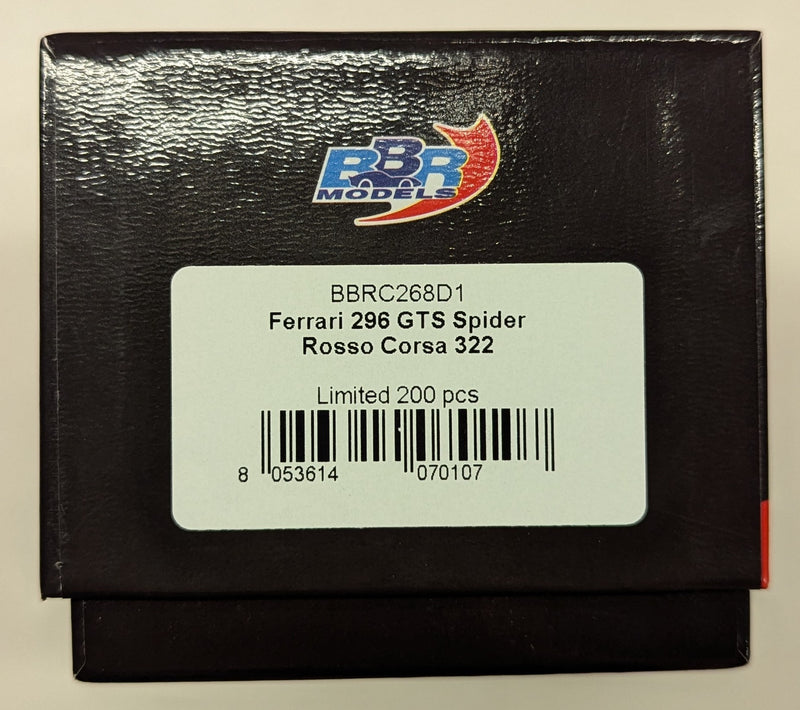 BBR
MODELS
BBRC268D1
Ferrari 296 GTS Spider
Rosso Corsa 322
Limited 200 pcs
8 053614 070107